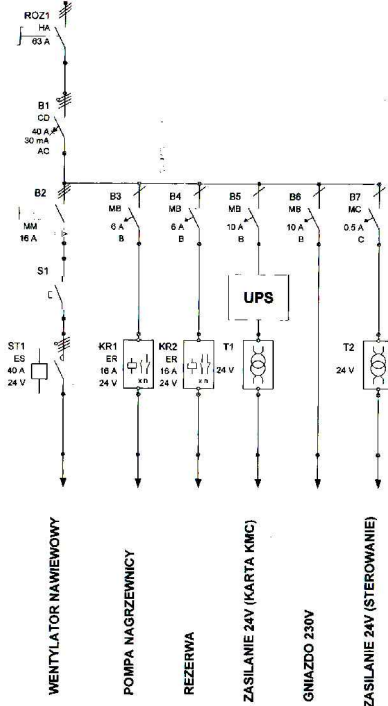 ROZ1
HA
63 A
B1
CD
40 A
30 mA
AC
B2
MM
16 A
B3
MB
6 A
B
B4
MB
6 A
B
B5
MB
10 A
B
B6
MB
10 A
B
B7
MC
0.5 A
C
S1
UPS
ST1
ES
40 A
24 V
KR1
ER
16 A
24 V
x n
KR2
ER
16 A
24 V
x n
T1
24 V
T2
24 V
WENTYLATOR NAWIEWOWY
POMPA NAGRZEWNICY
REZERWA
ZASILANIE 24V (KARTA KMC)
GNIAZDO 230V
ZASILANIE 24V (STEROWANIE)